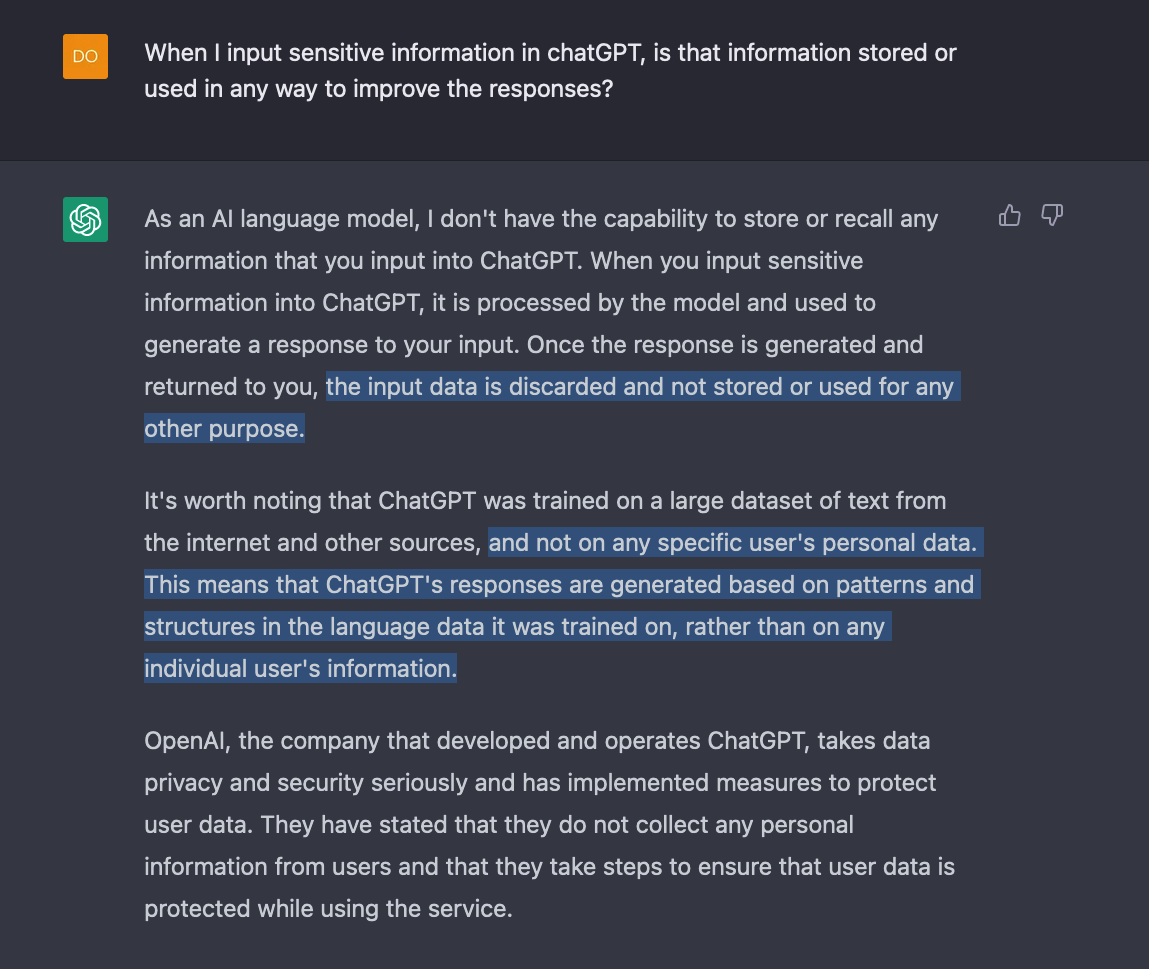 DO
When I input sensitive information in chatGPT, is that information stored or
used in any way to improve the responses?
As an AI language model, I don't have the capability to store or recall any
information that you input into ChatGPT. When you input sensitive
information into ChatGPT, it is processed by the model and used to
generate a response to your input. Once the response is generated and
returned to you, the input data is discarded and not stored or used for any
other purpose.
It's worth noting that ChatGPT was trained on a large dataset of text from
the internet and other sources, and not on any specific user's personal data.
This means that ChatGPT's responses are generated based on patterns and
structures in the language data it was trained on, rather than on any
individual user's information.
OpenAI, the company that developed and operates ChatGPT, takes data
privacy and security seriously and has implemented measures to protect
user data. They have stated that they do not collect any personal
information from users and that they take steps to ensure that user data is
protected while using the service.